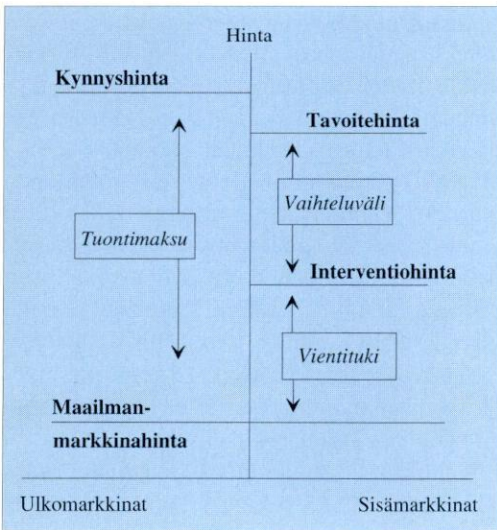 Hinta
Kynnyshinta
Tavoitehinta
Vaihteluväli
Tuontimaksu
Interventiohinta
Vientituki
Maailman-
markkinahinta
Ulkomarkkinat
Sisämarkkinat